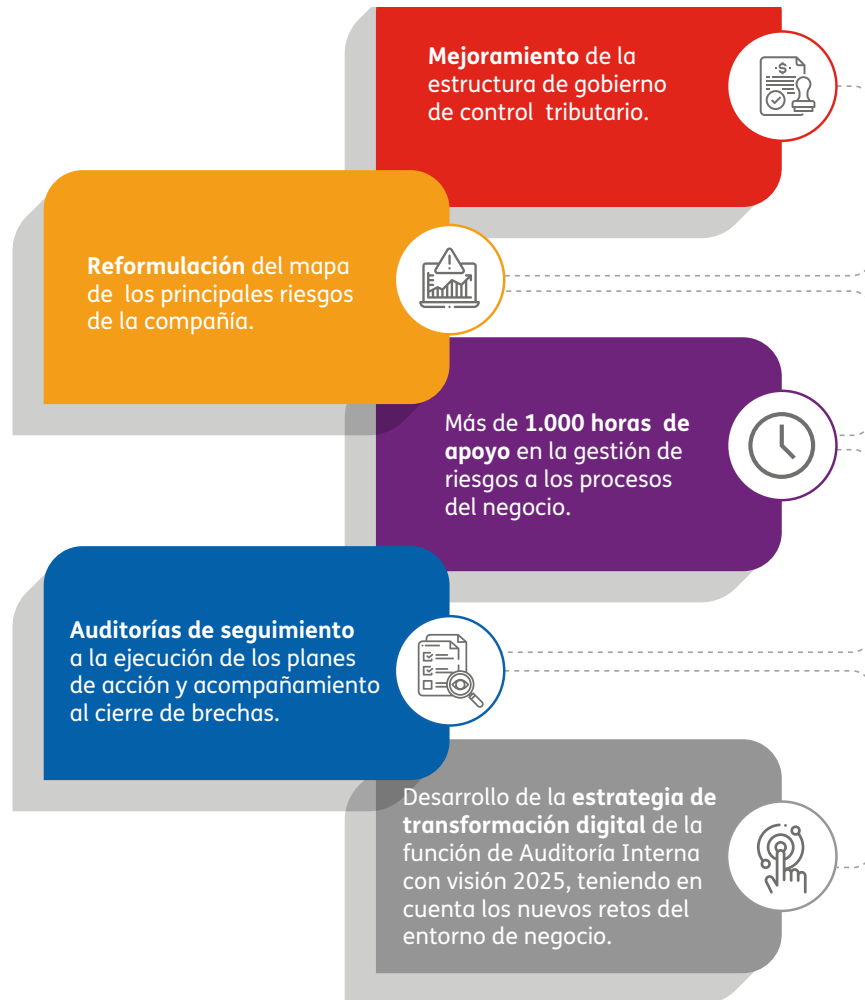 Mejoramiento de la
estructura de gobierno
de control tributario.
Reformulación del mapa
de los principales riesgos
de la compañía.
Más de 1.000 horas de
apoyo en la gestión de
riesgos a los procesos
del negocio.
Auditorías de seguimiento
a la ejecución de los planes
de acción y acompañamiento
al cierre de brechas.
Desarrollo de la estrategia de
transformación digital de la
función de Auditoría Interna
con visión 2025, teniendo en
cuenta los nuevos retos del
entorno de negocio.